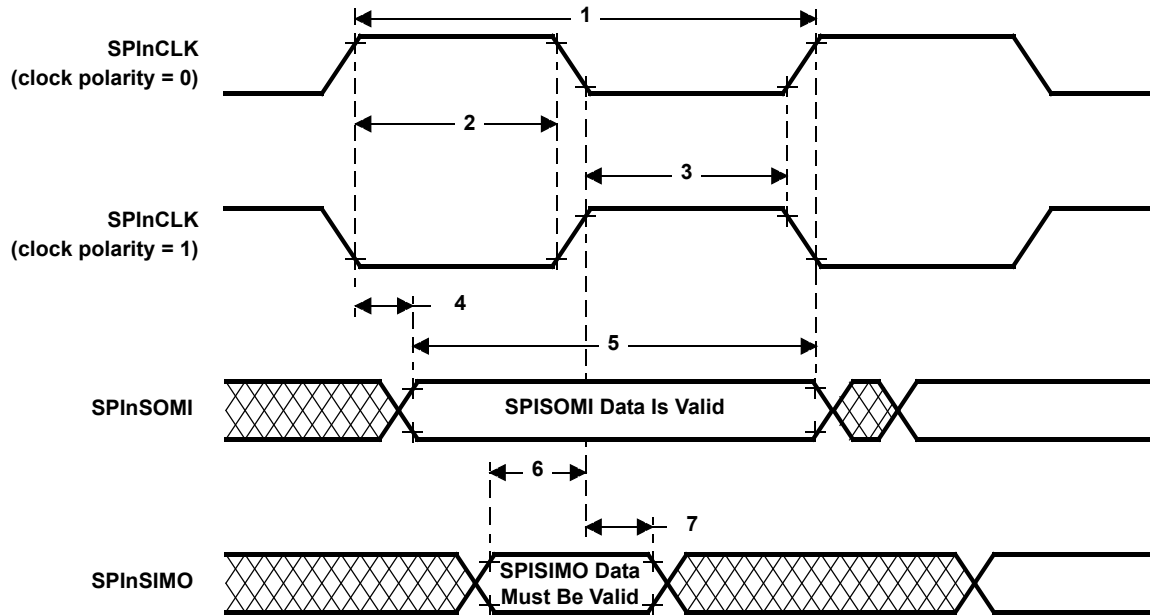 1
SPInCLK
(clock polarity = 0)
2
3
SPInCLK
(clock polarity = 1)
4
5
SPInSOMI
SPISOMI Data Is Valid
6
7
SPInSIMO
SPISIMO Data
Must Be Valid